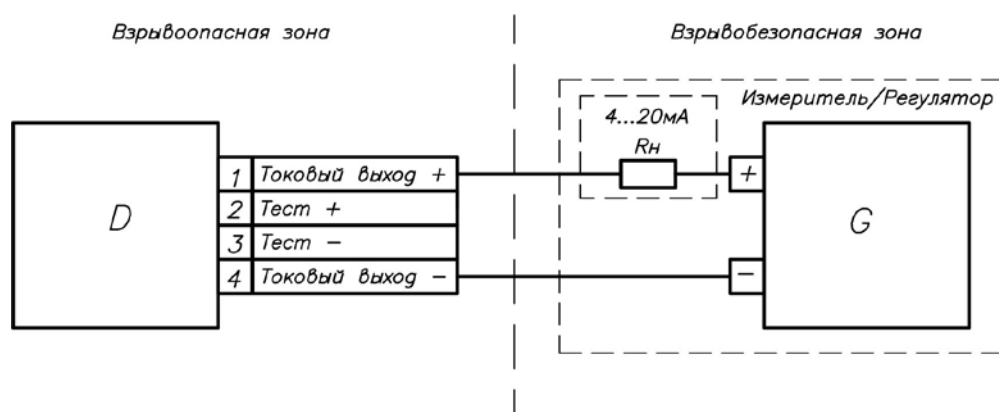 Взрывоопасная зона
Взрывобезопасная зона
Измеритель/Регулятор
4...20мА
Rн
D
1 Токовый выход +
2 Тест +
3 Тест −
4 Токовый выход −
+
−
G